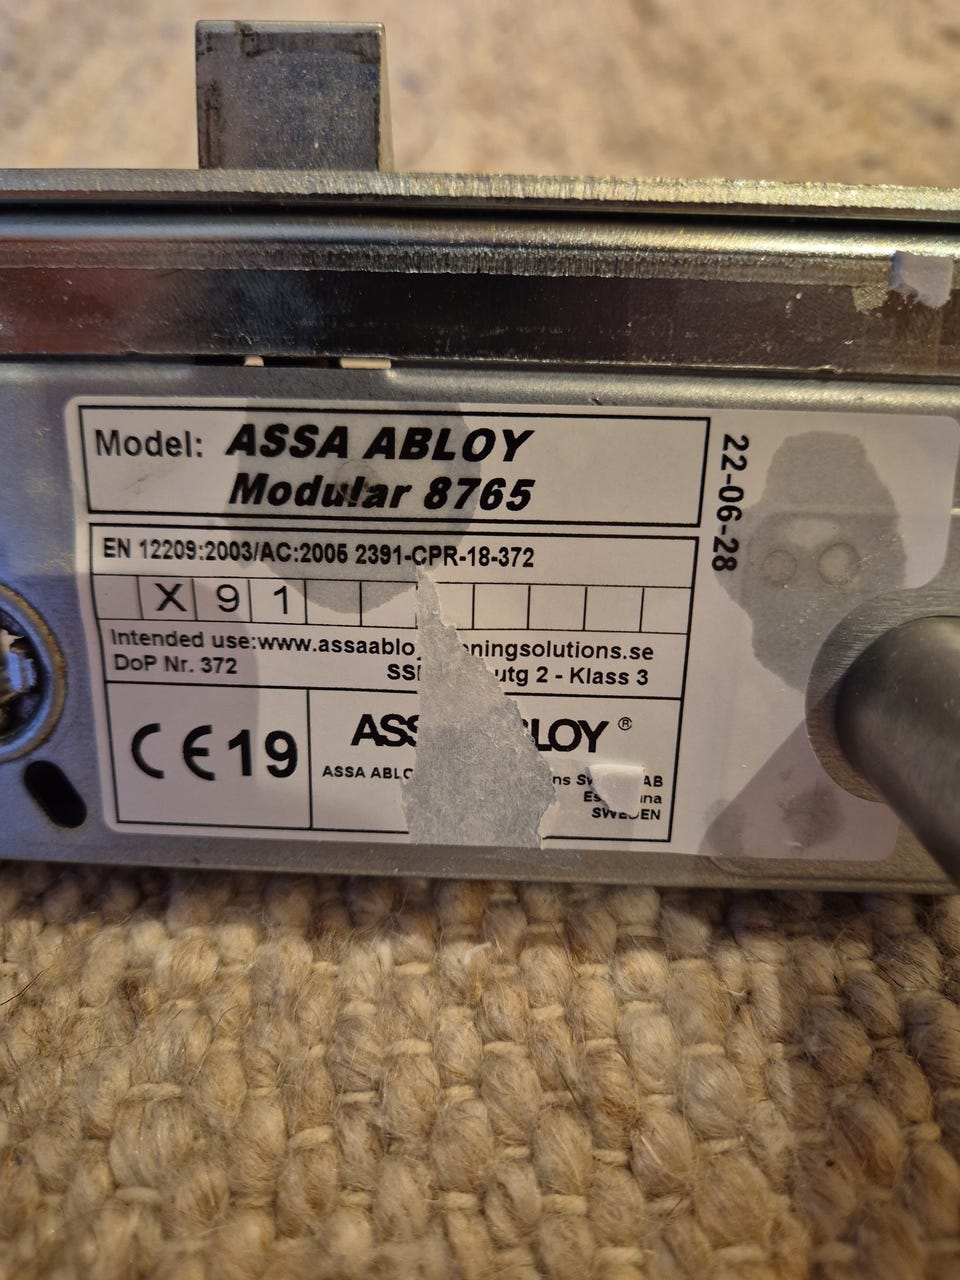 Model: ASSA ABLOY
Modular 8765
22-06-28
EN 12209:2003/AC:2005 2391-CPR-18-372
X 9 1
Intended use:www.assaablo ningsolutions.se
DoP Nr. 372
utg 2 - Klass 3
CE 19
ASS LOY ®
ASSA ABLO ns AB
SWEDEN